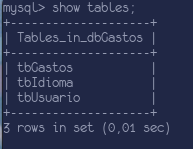 mysql> show tables;
+--------------------+
| Tables_in_dbGastos |
+--------------------+
| tbGastos           |
| tbIdioma           |
| tbUsuario          |
+--------------------+
3 rows in set (0,01 sec)